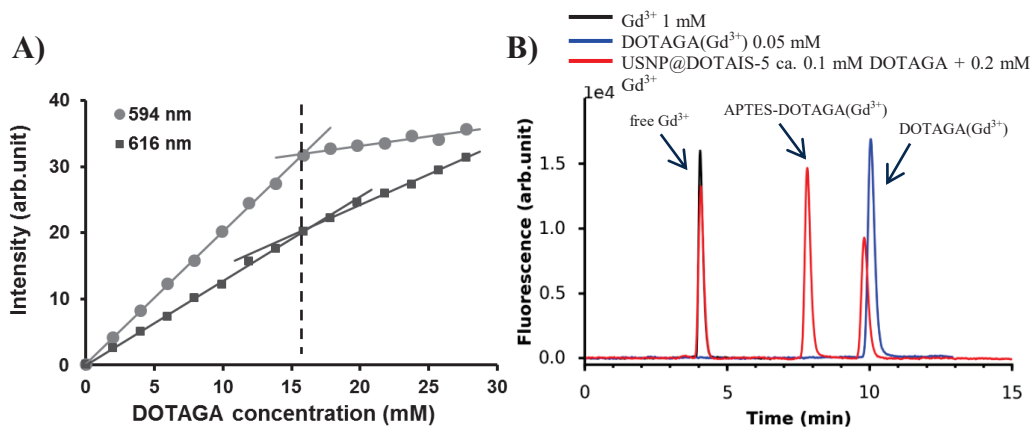 A)
594 nm
616 nm
Intensity (arb.unit)
40
30
20
10
0
0 5 10 15 20 25 30
DOTAGA concentration (mM)
B)
Gd³⁺ 1 mM
DOTAGA(Gd³⁺) 0.05 mM
USNP@DOTAIS-5 ca. 0.1 mM DOTAGA + 0.2 mM
Gd³⁺
1e4
free Gd³⁺
APTES-DOTAGA(Gd³⁺)
DOTAGA(Gd³⁺)
Fluorescence (arb.unit)
1.5
1.0
0.5
0.0
0 5 10 15
Time (min)